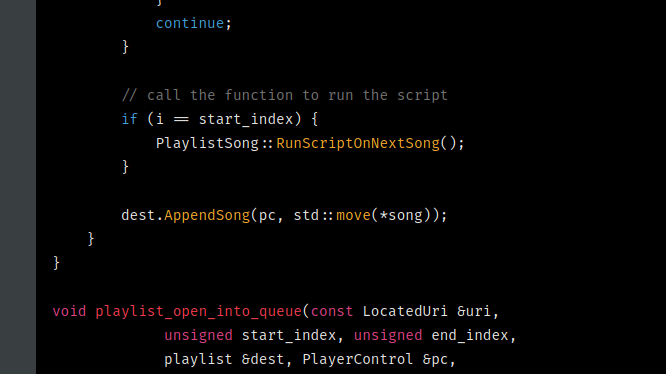 }
continue;
}
// call the function to run the script
if (i == start_index) {
PlaylistSong::RunScriptOnNextSong();
}
dest.AppendSong(pc, std::move(*song));
}
}
void playlist_open_into_queue(const LocatedUri &uri,
unsigned start_index, unsigned end_index,
playlist &dest, PlayerControl &pc,